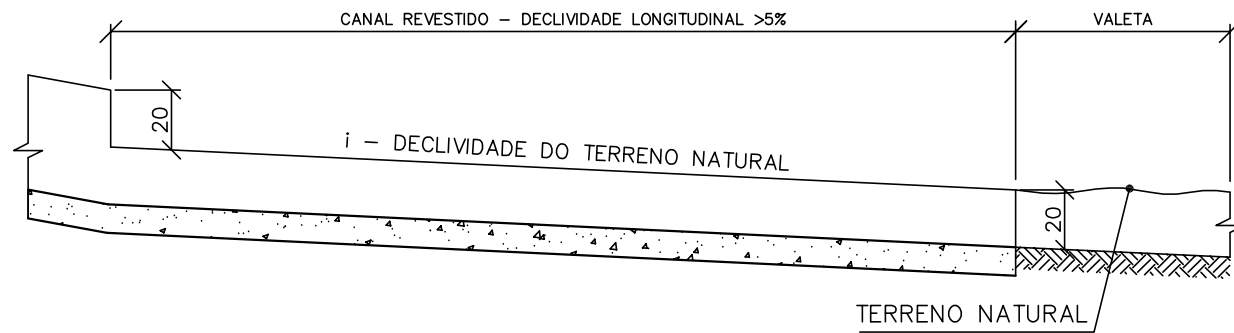 CANAL REVESTIDO – DECLIVIDADE LONGITUDINAL >5%
VALETA
20
i – DECLIVIDADE DO TERRENO NATURAL
20
TERRENO NATURAL